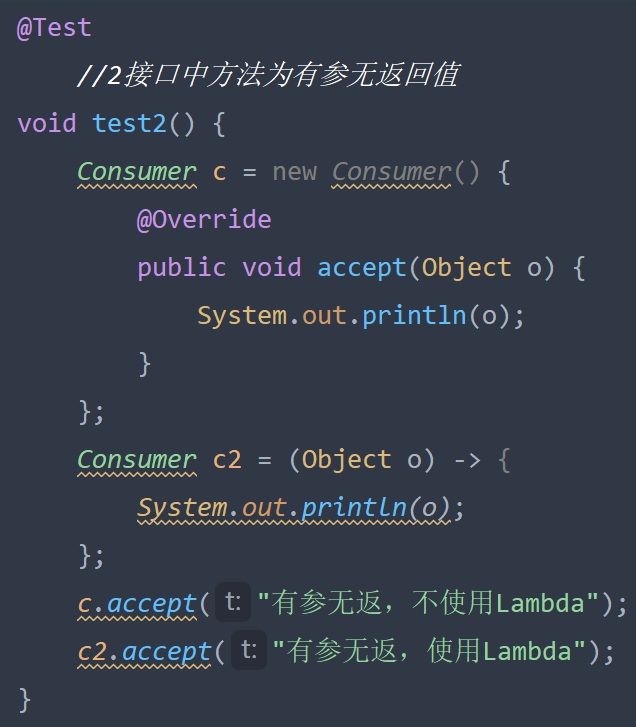 @Test
    //2接口中方法为有参无返回值
void test2() {
    Consumer c = new Consumer() {
        @Override
        public void accept(Object o) {
            System.out.println(o);
        }
    };
    Consumer c2 = (Object o) -> {
        System.out.println(o);
    };
    c.accept( t: "有参无返，不使用Lambda");
    c2.accept( t: "有参无返，使用Lambda");
}